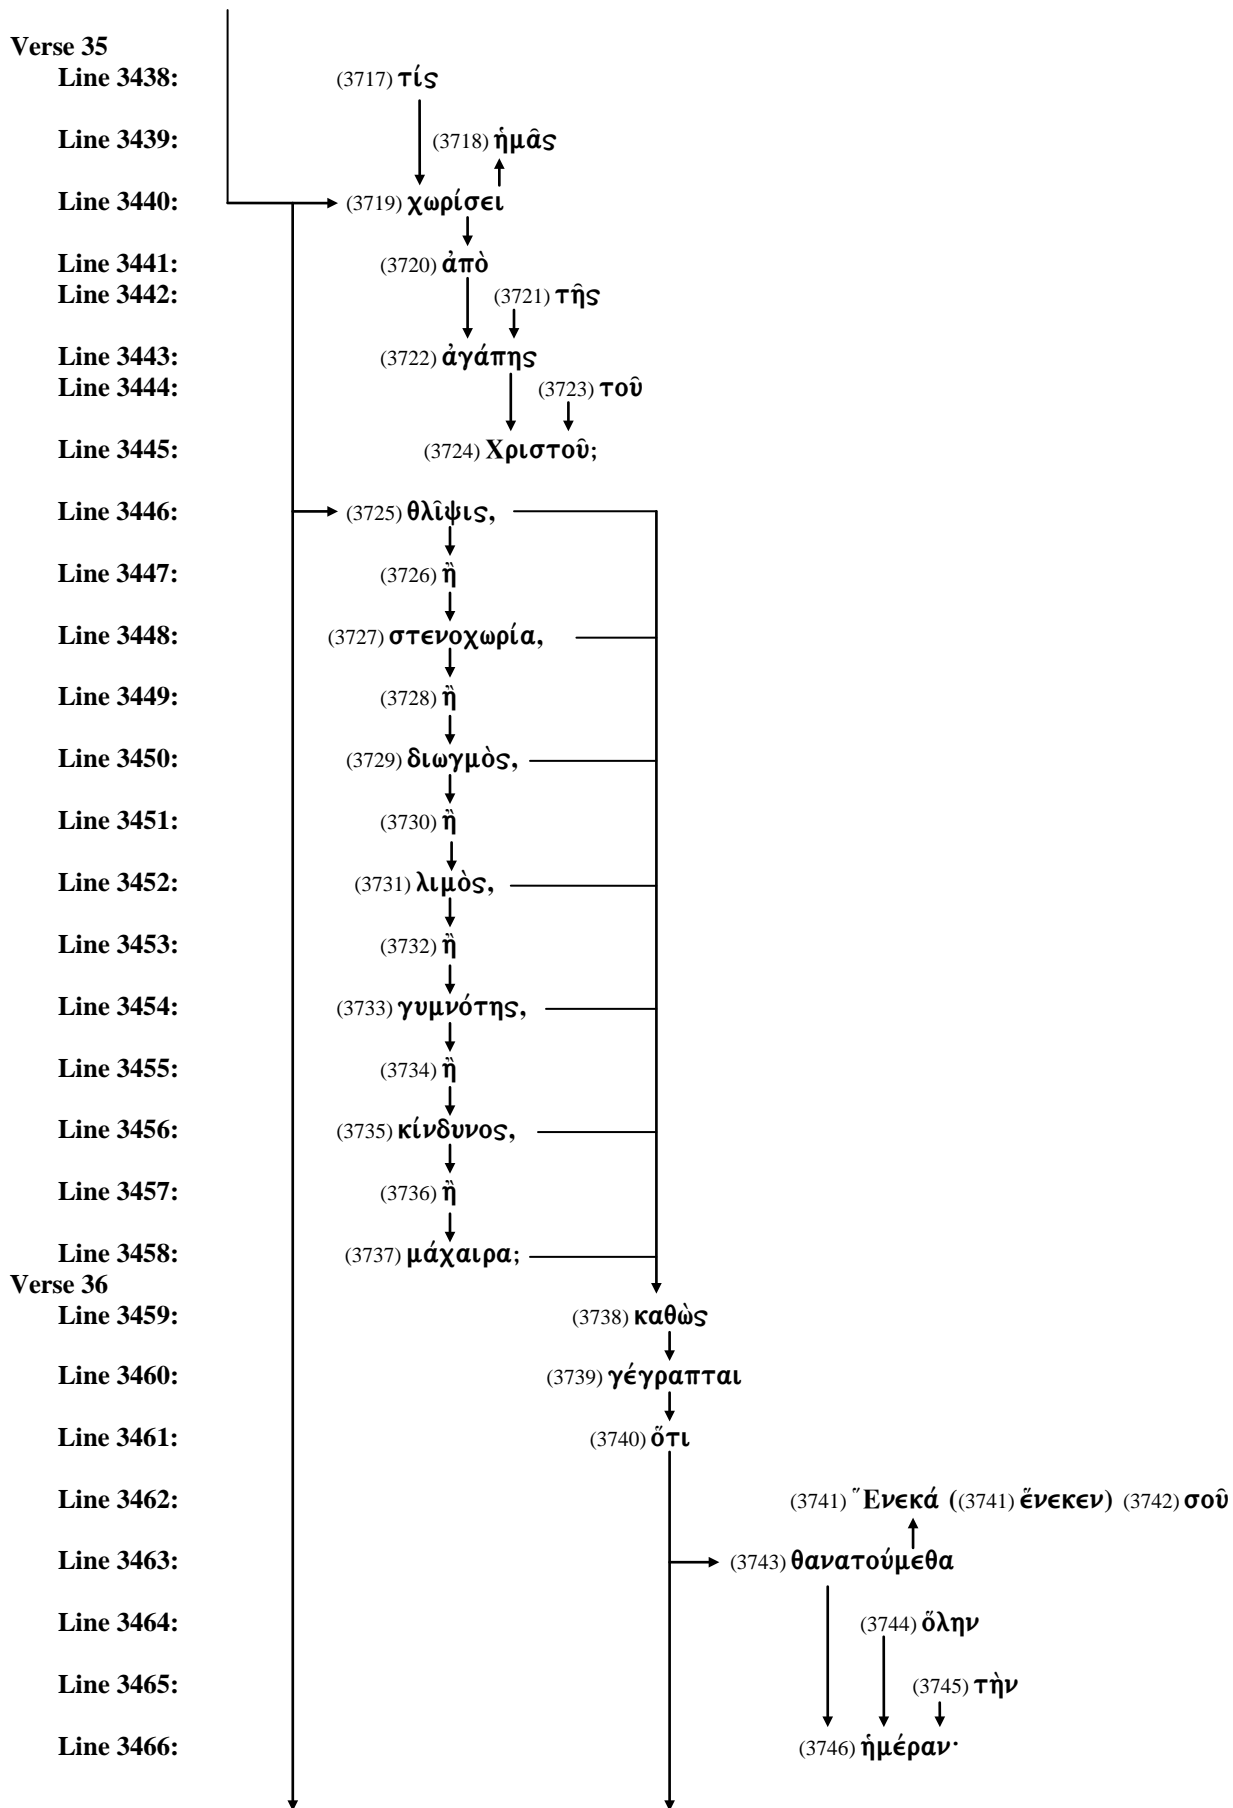 Verse 35
Line 3438: (3717) τίς
Line 3439: (3718) ἡμᾶς
Line 3440: (3719) χωρίσει
Line 3441: (3720) ἀπὸ
Line 3442: (3721) τῆς
Line 3443: (3722) ἀγάπης
Line 3444: (3723) τοῦ
Line 3445: (3724) Χριστοῦ;
Line 3446: (3725) θλῖψις,
Line 3447: (3726) ἢ
Line 3448: (3727) στενοχωρία,
Line 3449: (3728) ἢ
Line 3450: (3729) διωγμὸς,
Line 3451: (3730) ἢ
Line 3452: (3731) λιμὸς,
Line 3453: (3732) ἢ
Line 3454: (3733) γυμνότης,
Line 3455: (3734) ἢ
Line 3456: (3735) κίνδυνος,
Line 3457: (3736) ἢ
Line 3458: (3737) μάχαιρα;
Verse 36
Line 3459: (3738) καθὼς
Line 3460: (3739) γέγραπται
Line 3461: (3740) ὅτι
Line 3462: (3741) Ἕνεκά ((3741) ἕνεκεν) (3742) σοῦ
Line 3463: (3743) θανατούμεθα
Line 3464: (3744) ὅλην
Line 3465: (3745) τὴν
Line 3466: (3746) ἡμέραν·